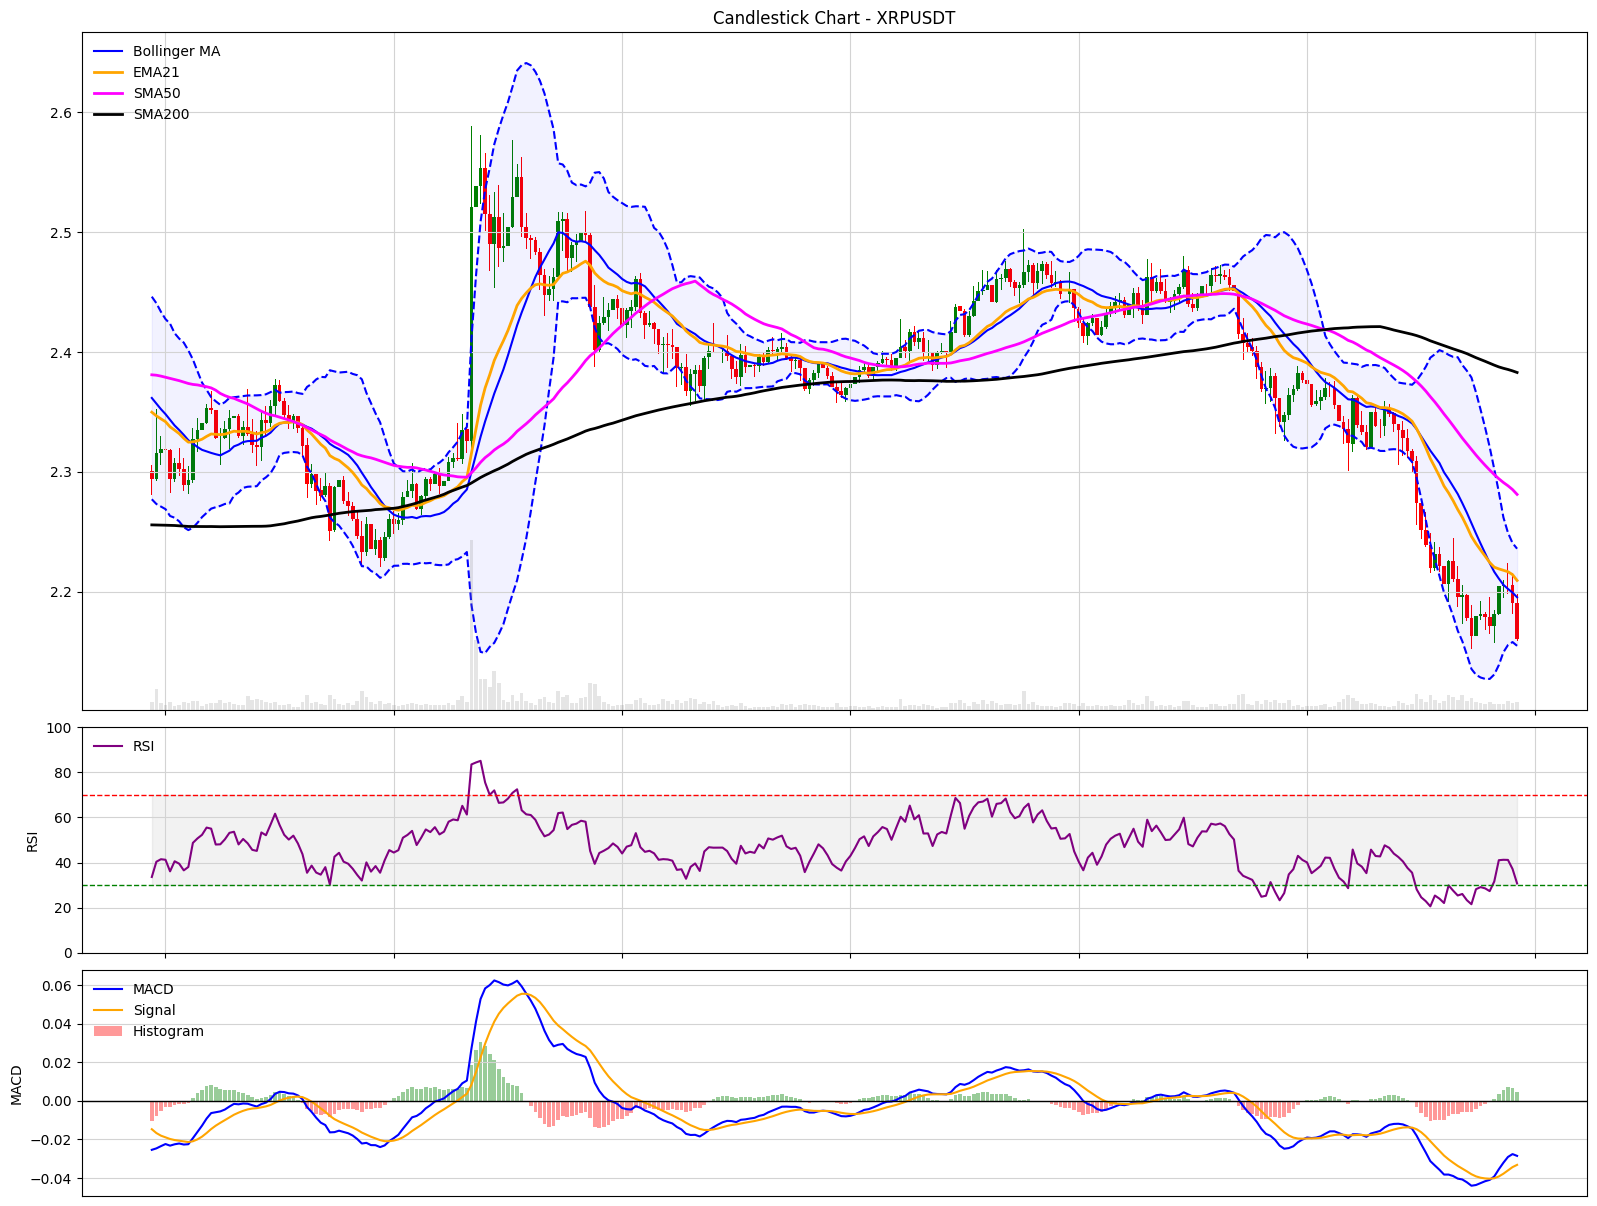 Candlestick Chart - XRPUSDT
Bollinger MA
EMA21
SMA50
SMA200
2.6
2.5
2.4
2.3
2.2
RSI
100
80
60
40
20
0
RSI
MACD
Signal
Histogram
0.06
0.04
0.02
0.00
−0.02
−0.04
MACD